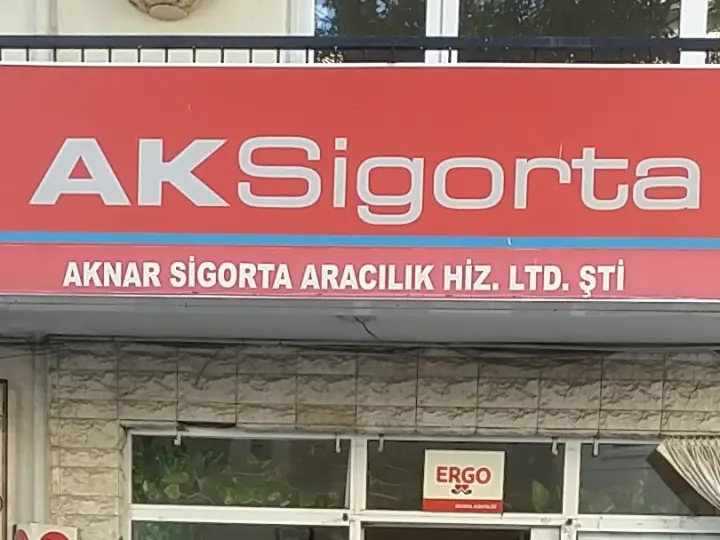 AKSigorta
AKNAR SİGORTA ARACILIK HİZ. LTD. ŞTİ
ERGO